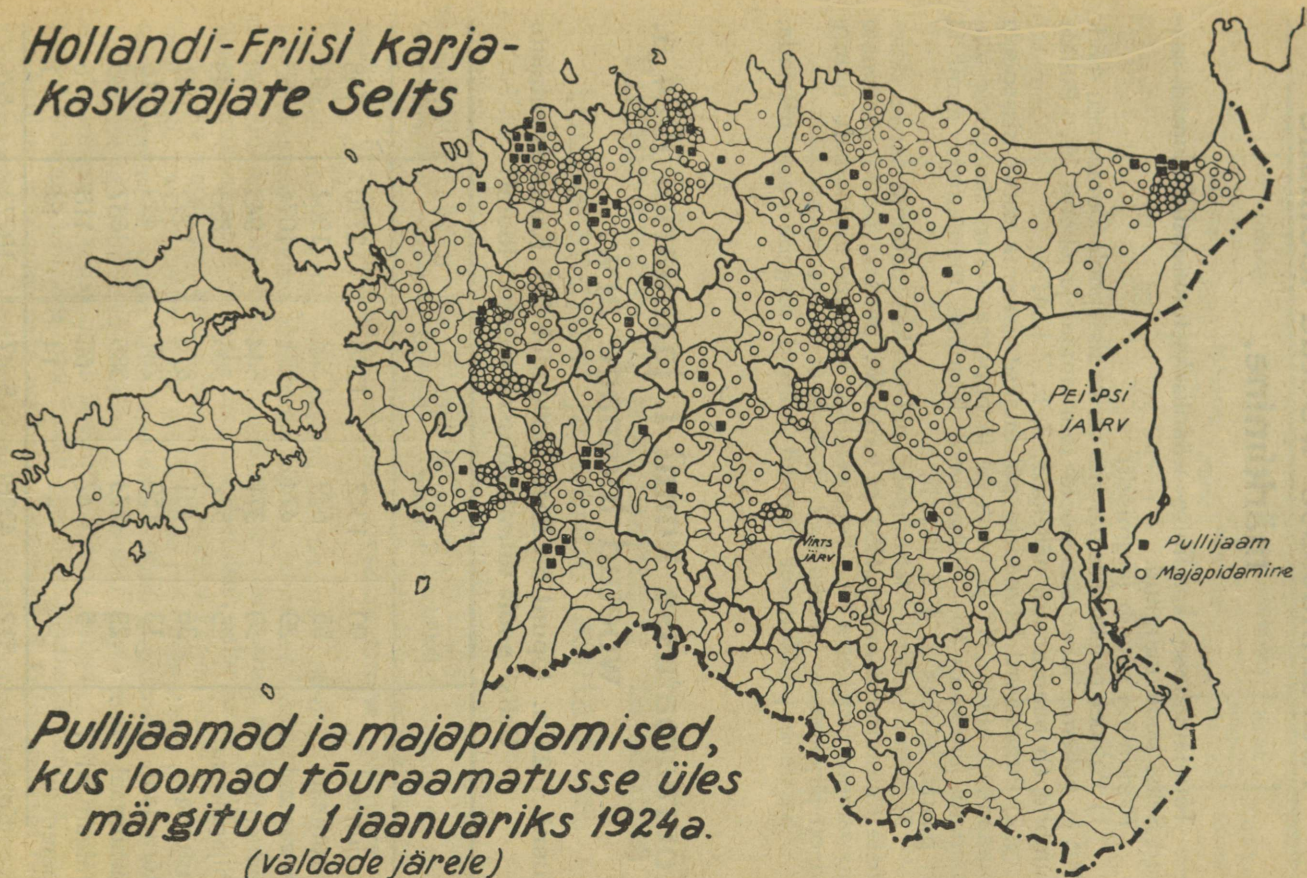 Hollandi-Friisi karja-
kasvatajate Selts
PEIPSI
JARV
VIRTS
JÄRV
Pullijaam
Majapidamine
Pullijaamad ja majapidamised,
kus loomad tõuraamatusse üles
märgitud 1 jaanuariks 1924a.
(valdade järele)